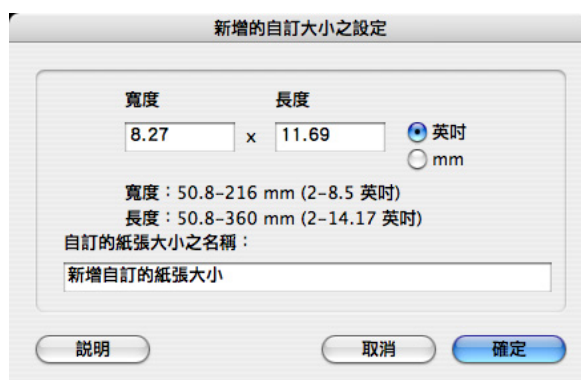 新增的自訂大小之設定
寬度 長度
8.27 x 11.69 英吋
mm
寬度：50.8-216 mm (2-8.5 英吋)
長度：50.8-360 mm (2-14.17 英吋)
自訂的紙張大小之名稱：
新增自訂的紙張大小
説明 取消 確定